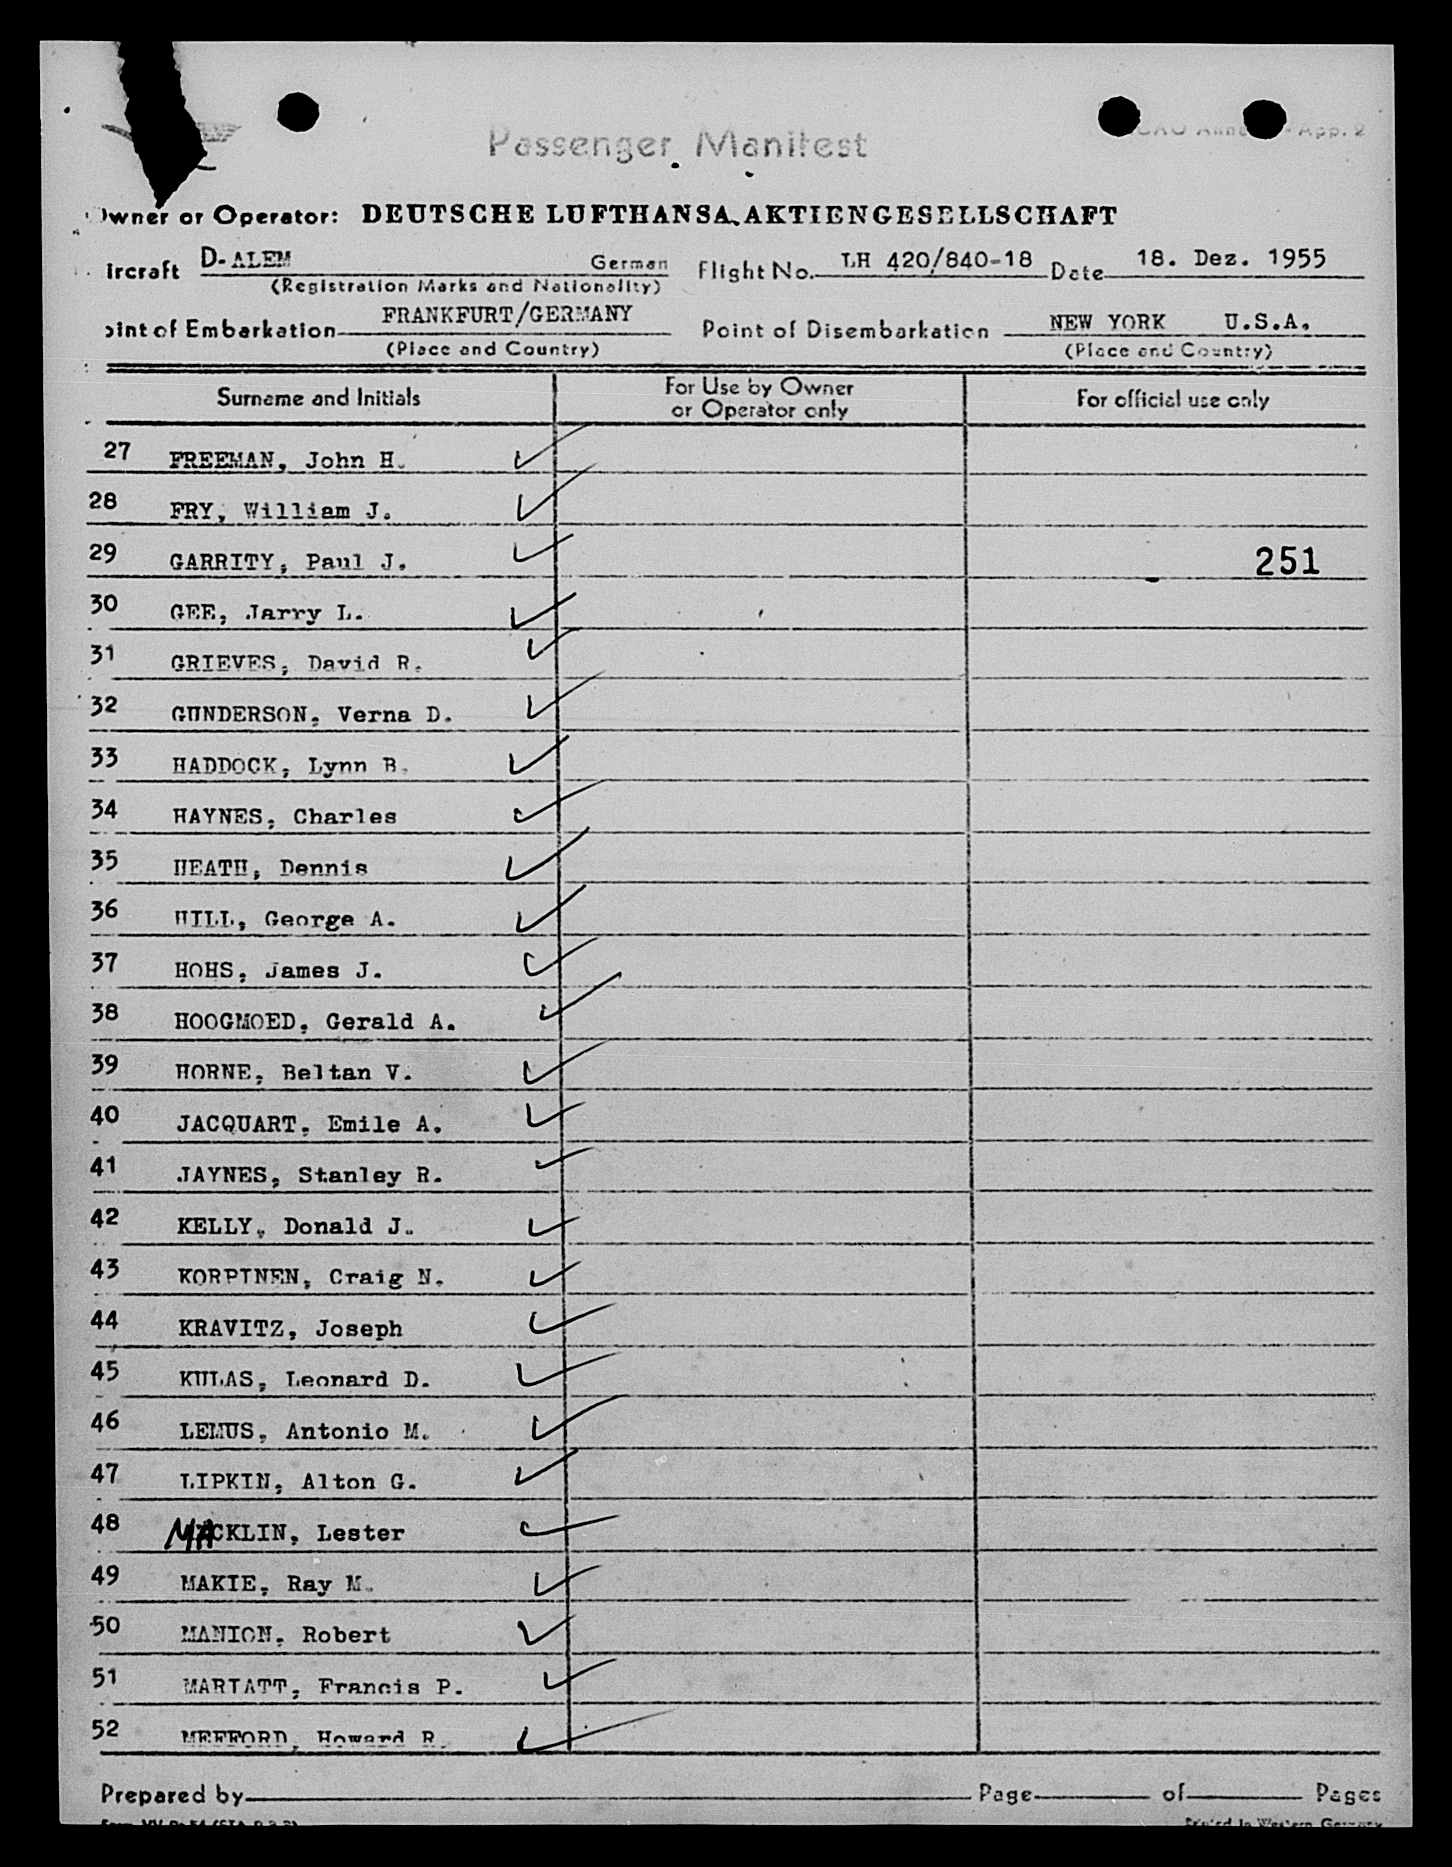 Passenger Manifest
Owner or Operator: DEUTSCHE LUFTHANSA AKTIENGESELLSCHAFT
ircraft D-ALEM German Flight No. LH 420/840-18 Date 18. Dez. 1955
(Registration Marks and Nationality)
oint of Embarkation FRANKFURT/GERMANY Point of Disembarkation NEW YORK U.S.A.
(Place and Country) (Place and Country)
Surname and Initials For Use by Owner or Operator only For official use only
27 FREEMAN, John H.
28 FRY, William J.
29 GARRITY, Paul J. 251
30 GEE, Jarry L.
31 GRIEVES, David R.
32 GUNDERSON, Verna D.
33 HADDOCK, Lynn B.
34 HAYNES, Charles
35 HEATH, Dennis
36 HILL, George A.
37 HOHS, James J.
38 HOOGMOED, Gerald A.
39 HORNE, Beltan V.
40 JACQUART, Emile A.
41 JAYNES, Stanley R.
42 KELLY, Donald J.
43 KORPINEN, Craig N.
44 KRAVITZ, Joseph
45 KULAS, Leonard D.
46 LEMUS, Antonio M.
47 LIPKIN, Alton G.
48 MACKLIN, Lester
49 MAKIE, Ray M.
50 MANION, Robert
51 MARTATT, Francis P.
52 MEFFORD, Howard R.
Prepared by Page of Pages
Printed in Western Germany